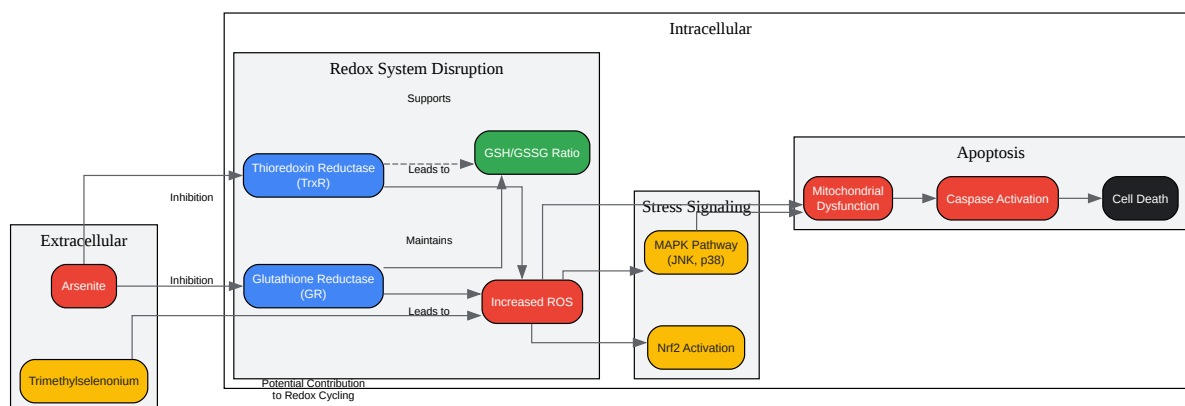 Intracellular
Redox System Disruption
Supports
Thioredoxin Reductase
(TrxR)
GSH/GSSG Ratio
Leads to
Inhibition
Apoptosis
Mitochondrial
Dysfunction
Caspase Activation
Cell Death
Stress Signaling
MAPK Pathway
(JNK, p38)
Extracellular
Maintains
Arsenite
Inhibition
Glutathione Reductase
(GR)
Increased ROS
Leads to
Nrf2 Activation
Trimethylselenonium
Potential Contribution
to Redox Cycling